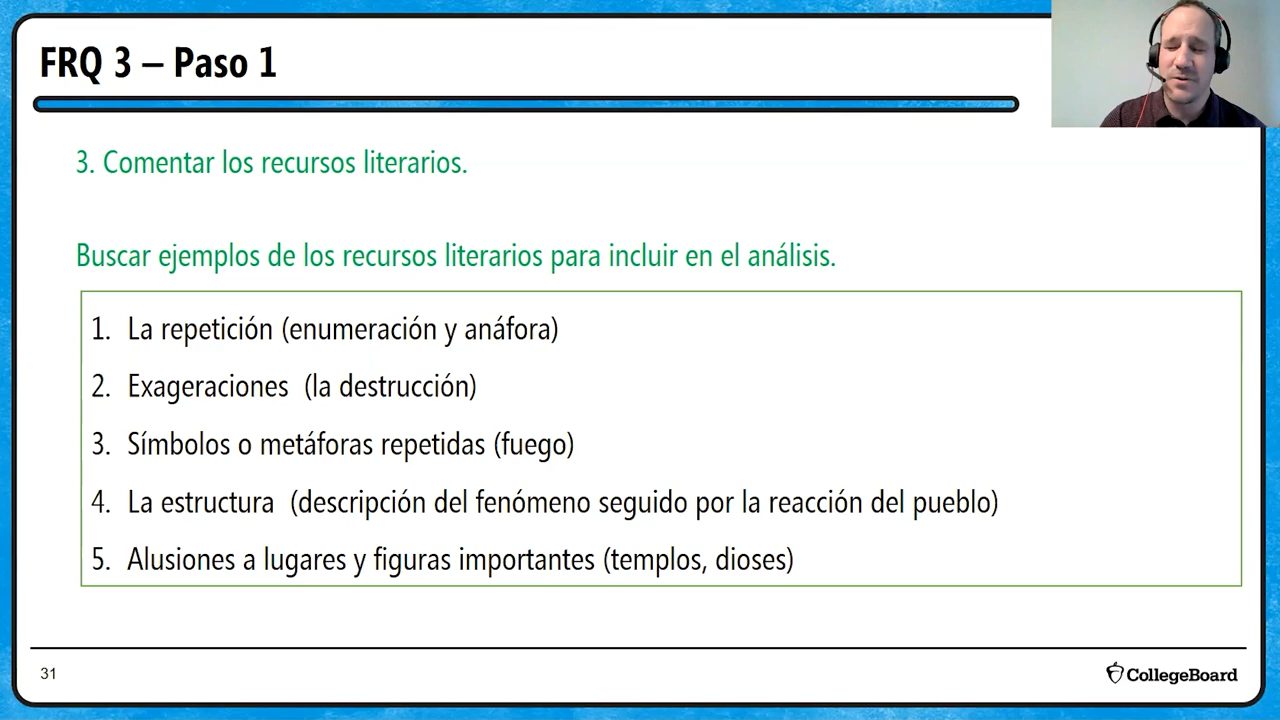 FRQ 3 – Paso 1
3. Comentar los recursos literarios.
Buscar ejemplos de los recursos literarios para incluir en el análisis.
1. La repetición (enumeración y anáfora)
2. Exageraciones (la destrucción)
3. Símbolos o metáforas repetidas (fuego)
4. La estructura (descripción del fenómeno seguido por la reacción del pueblo)
5. Alusiones a lugares y figuras importantes (templos, dioses)
31
CollegeBoard